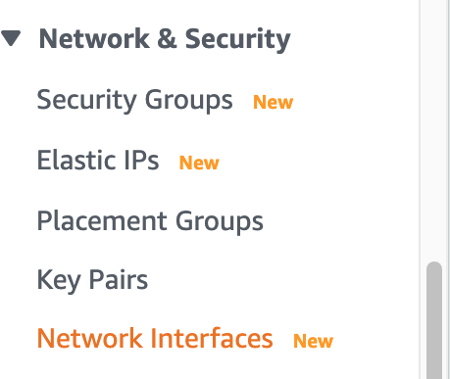 Network & Security
Security Groups New
Elastic IPs New
Placement Groups
Key Pairs
Network Interfaces New